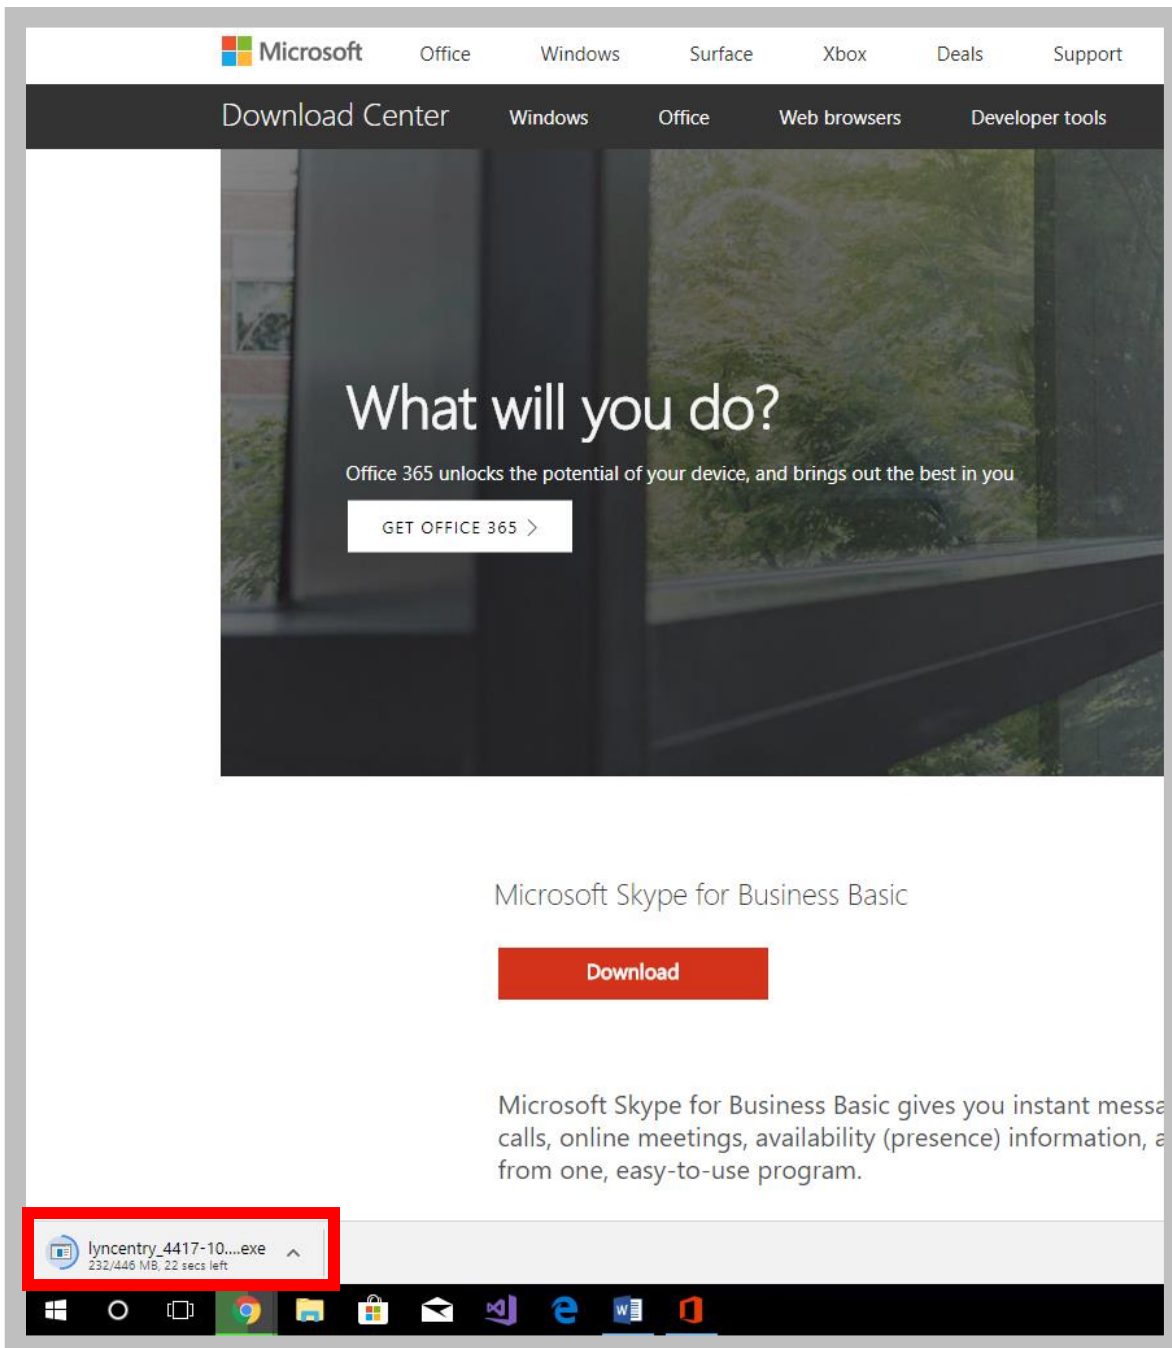 Microsoft Office Windows Surface Xbox Deals Support
Download Center Windows Office Web browsers Developer tools
What will you do?
Office 365 unlocks the potential of your device, and brings out the best in you
GET OFFICE 365 >
Microsoft Skype for Business Basic
Download
Microsoft Skype for Business Basic gives you instant messa
calls, online meetings, availability (presence) information, a
from one, easy-to-use program.
lyncentry_4417-10....exe
232/446 MB, 22 secs left